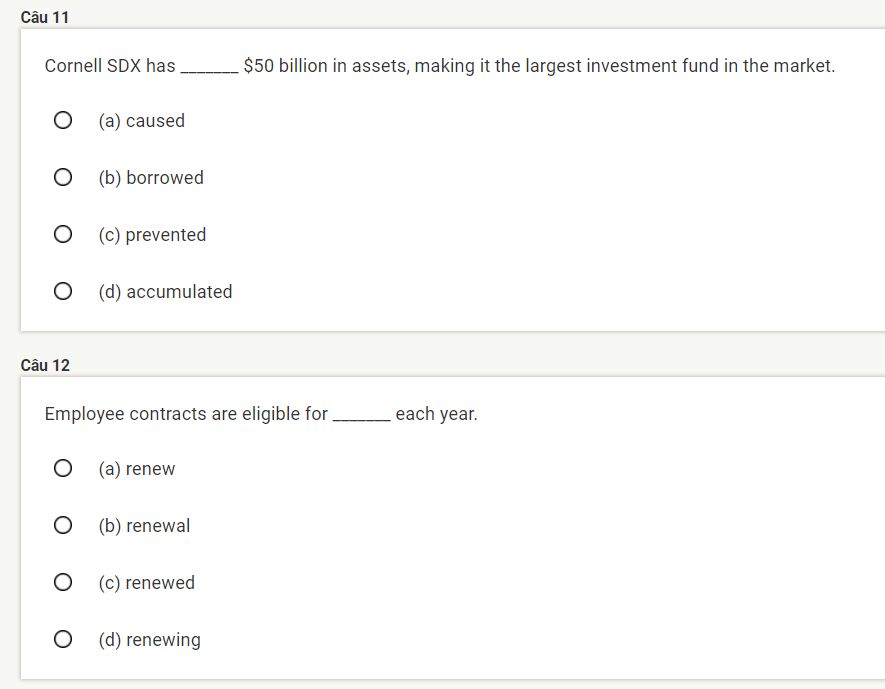 Câu 11
Cornell SDX has _______ $50 billion in assets, making it the largest investment fund in the market.
(a) caused
(b) borrowed
(c) prevented
(d) accumulated
Câu 12
Employee contracts are eligible for _______ each year.
(a) renew
(b) renewal
(c) renewed
(d) renewing